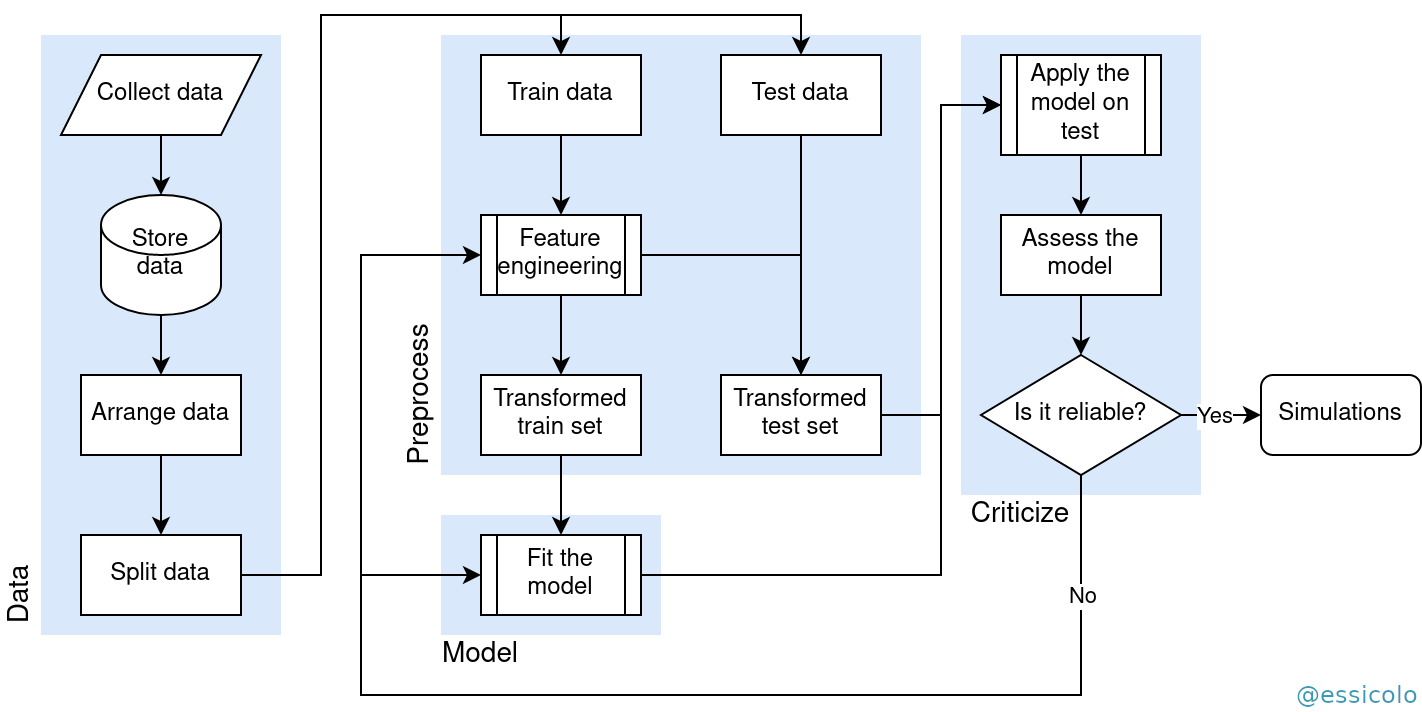 Collect data
Store
data
Arrange data
Split data
Data
Train data
Test data
Feature
engineering
Transformed
train set
Transformed
test set
Preprocess
Fit the
model
Model
Apply the
model on
test
Assess the
model
Is it reliable?
Yes
Simulations
Criticize
No
@essicolo